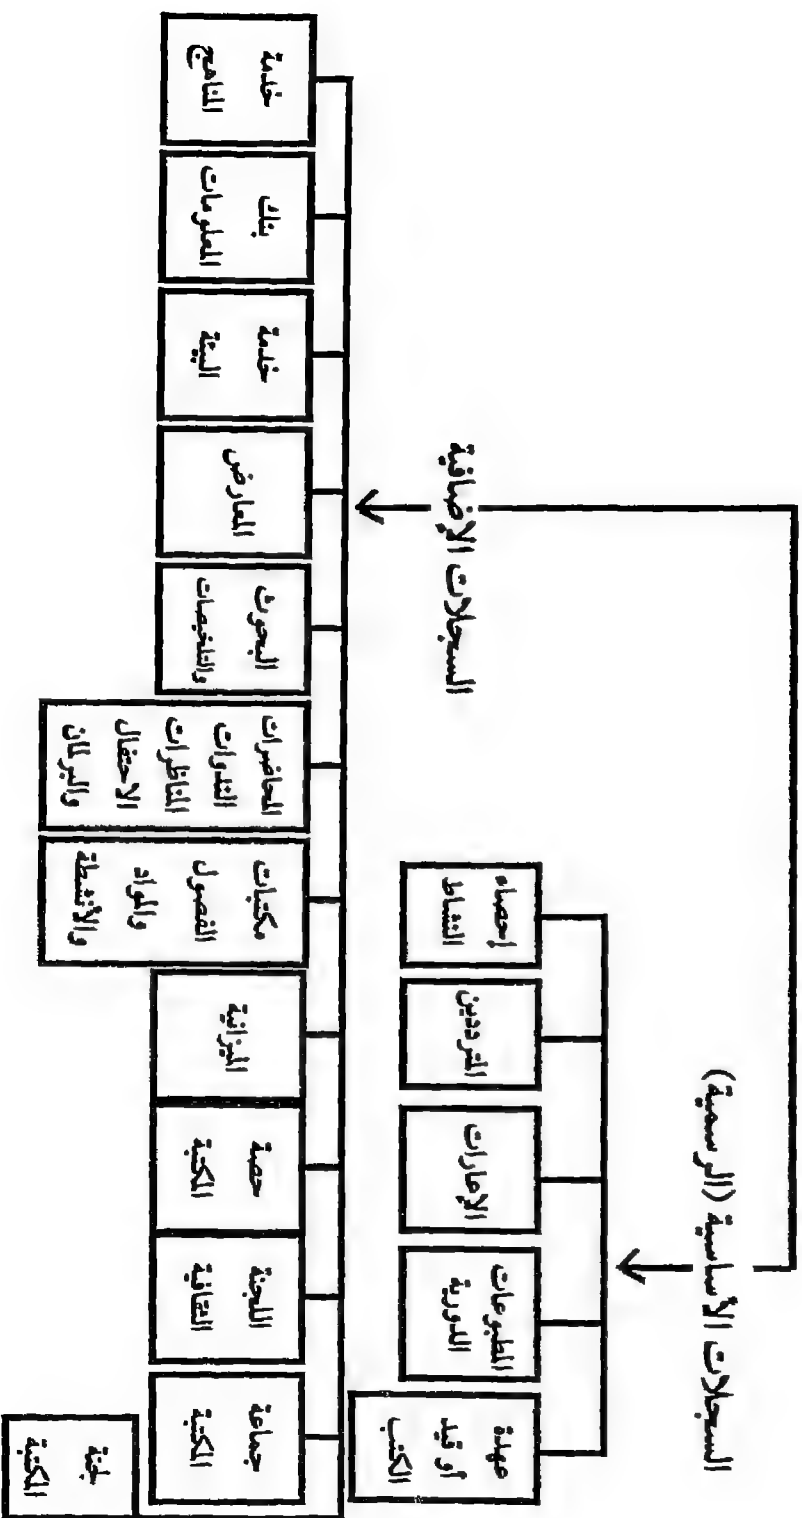 السجلات الأساسية (الرسمية)
عهدة
أو قيد
الكتب
المطبوعات
الدورية
الإعارات
المترددين
إحصاء
النشاط
السجلات الإضافية
لجنة
المكتبة
جماعة
المكتبة
اللجنة
الثقافية
حصة
المكتبة
الميزانية
مكتبات
الفصول
والمواد
والأنشطة
المحاضرات
الندوات
المناظرات
الاحتفال
والبرلمان
البحوث
والتلخيصات
المعارض
خدمة
البيئة
بنك
المعلومات
خدمة
المناهج